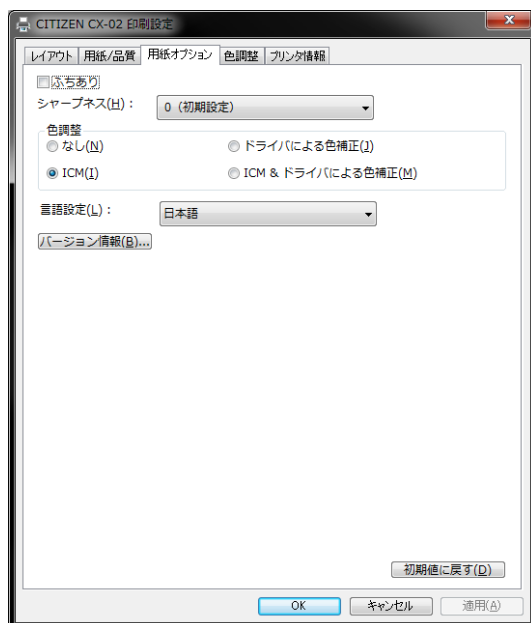 CITIZEN CX-02 印刷設定
レイアウト 用紙/品質 用紙オプション 色調整 プリンタ情報
ふちあり
シャープネス(H): 0 (初期設定)
色調整
なし(N) ドライバによる色補正(J)
ICM(I) ICM & ドライバによる色補正(M)
言語設定(L): 日本語
バージョン情報(B)...
初期値に戻す(D)
OK キャンセル 適用(A)